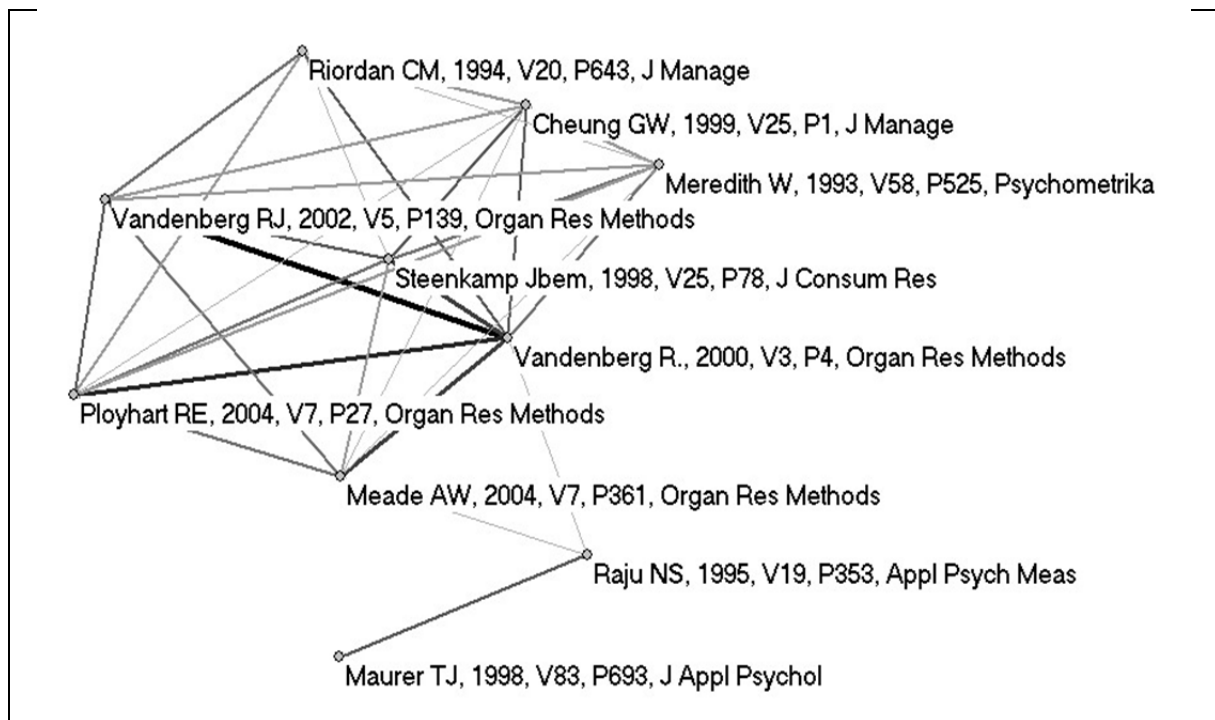 Riordan CM, 1994, V20, P643, J Manage
Cheung GW, 1999, V25, P1, J Manage
Meredith W, 1993, V58, P525, Psychometrika
Vandenberg RJ, 2002, V5, P139, Organ Res Methods
Steenkamp Jbem, 1998, V25, P78, J Consum Res
Vandenberg R., 2000, V3, P4, Organ Res Methods
Ployhart RE, 2004, V7, P27, Organ Res Methods
Meade AW, 2004, V7, P361, Organ Res Methods
Raju NS, 1995, V19, P353, Appl Psych Meas
Maurer TJ, 1998, V83, P693, J Appl Psychol